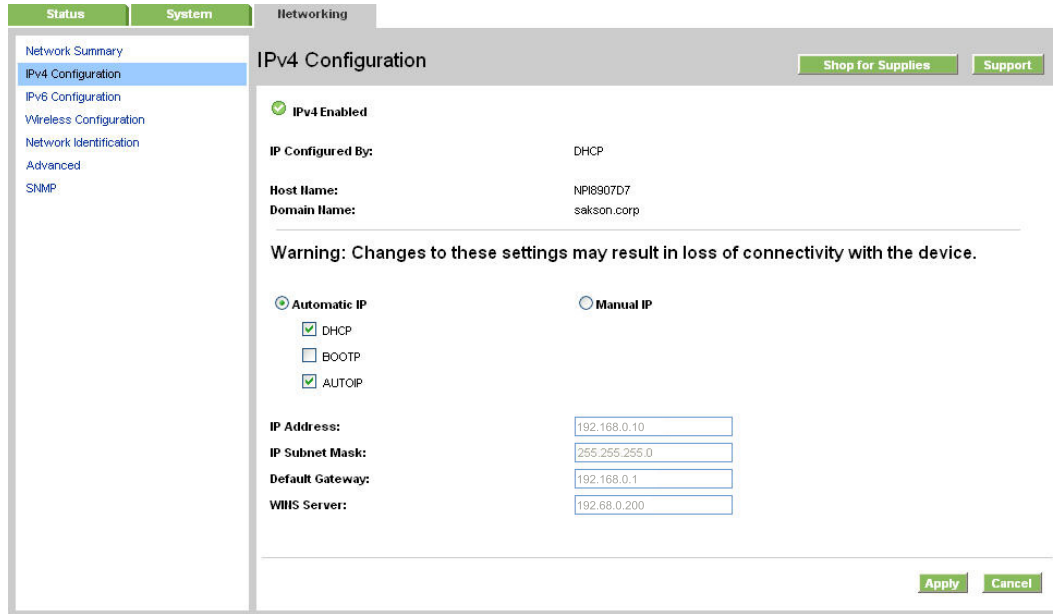 Status System Networking
Network Summary
IPv4 Configuration
IPv6 Configuration
Wireless Configuration
Network Identification
Advanced
SNMP
IPv4 Configuration
Shop for Supplies Support
IPv4 Enabled
IP Configured By: DHCP
Host Name: NPI8907D7
Domain Name: sakson.corp
Warning: Changes to these settings may result in loss of connectivity with the device.
Automatic IP Manual IP
DHCP
BOOTP
AUTOIP
IP Address: 192.168.0.10
IP Subnet Mask: 255.255.255.0
Default Gateway: 192.168.0.1
WINS Server: 192.68.0.200
Apply Cancel